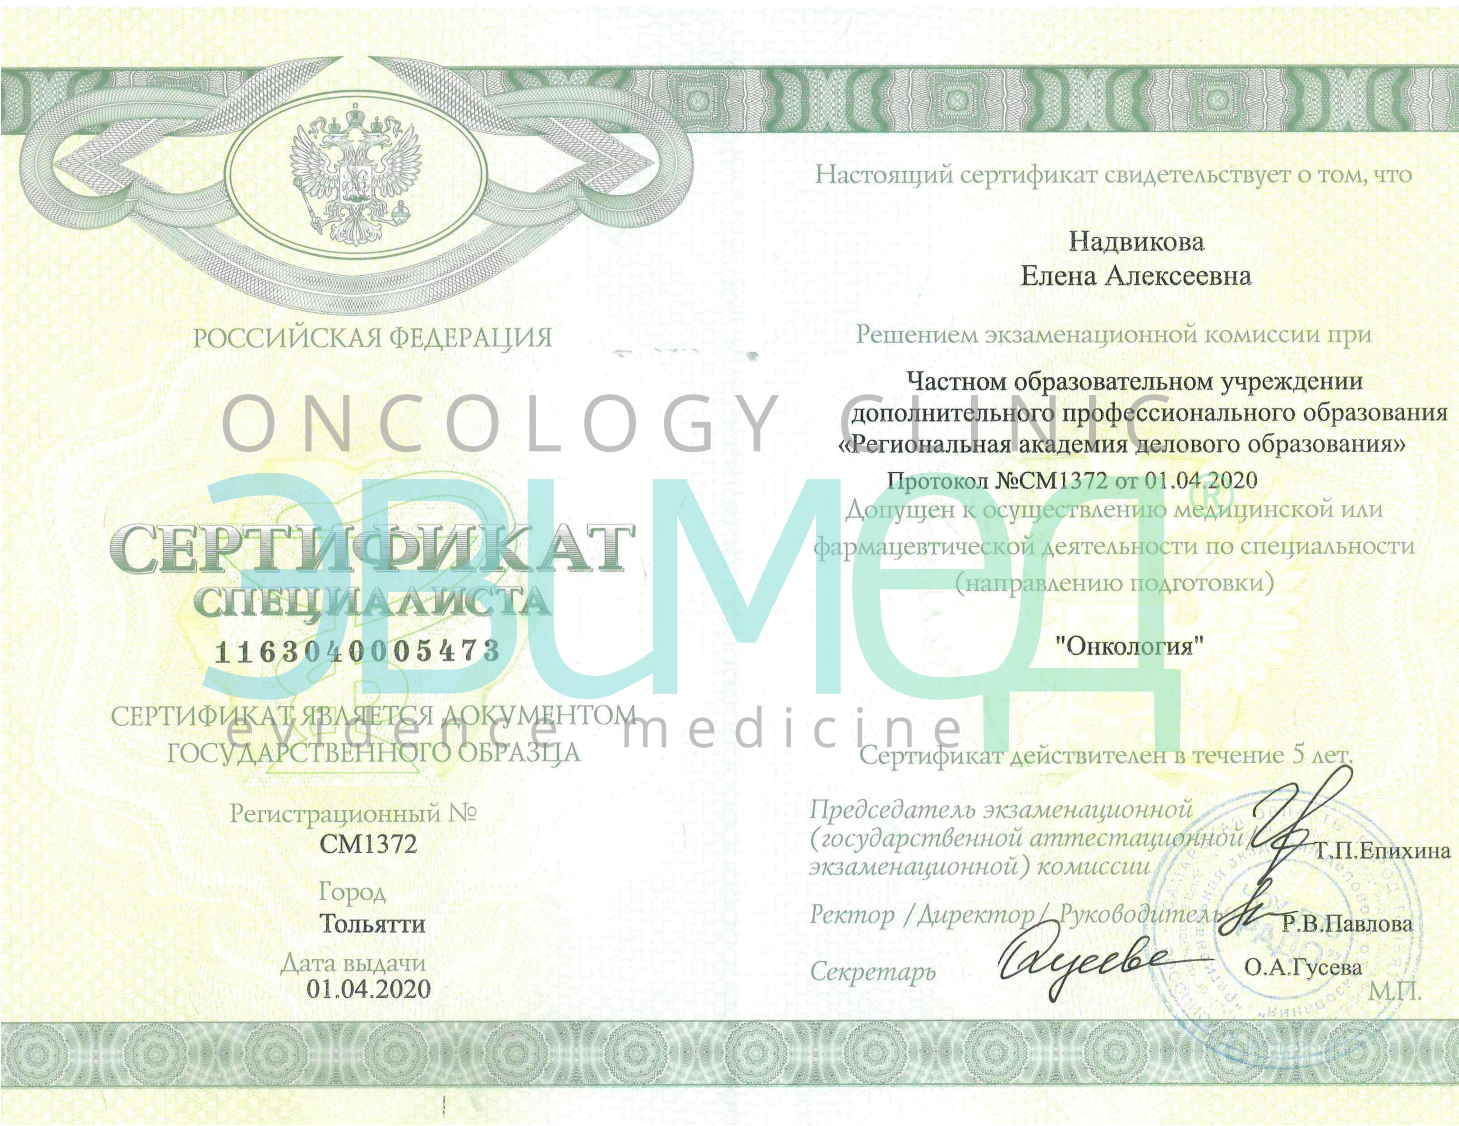 РОССИЙСКАЯ ФЕДЕРАЦИЯ
СЕРТИФИКАТ
СПЕЦИАЛИСТА
1163040005473
СЕРТИФИКАТ ЯВЛЯЕТСЯ ДОКУМЕНТОМ
ГОСУДАРСТВЕННОГО ОБРАЗЦА
Регистрационный №
СМ1372
Город
Тольятти
Дата выдачи
01.04.2020
Настоящий сертификат свидетельствует о том, что
Надвикова
Елена Алексеевна
Решением экзаменационной комиссии при
Частном образовательном учреждении
дополнительного профессионального образования
«Региональная академия делового образования»
Протокол №СМ1372 от 01.04.2020
Допущен к осуществлению медицинской или
фармацевтической деятельности по специальности
(направлению подготовки)
"Онкология"
Сертификат действителен в течение 5 лет.
Председатель экзаменационной
(государственной аттестационной/
экзаменационной) комиссии
Т.П.Епихина
Ректор /Директор/ Руководитель
Р.В.Павлова
Секретарь
О.А.Гусева
М.П.
ONCOLOGY CLINIC
ЭВИМЕД ®
evidence medicine